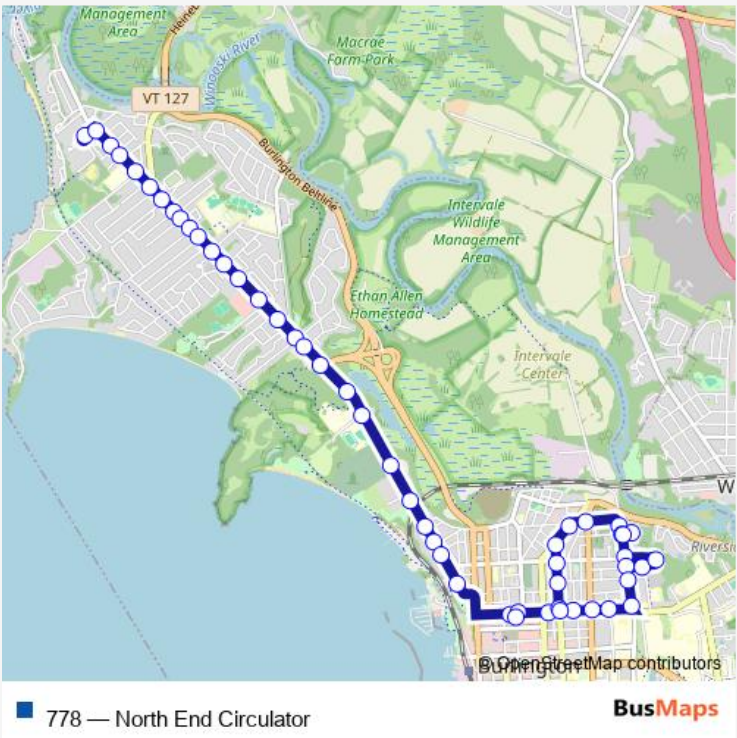 Management
Area
Winooski River
Macrae
Farm-Park
VT 127
Burlington Beltline
Intervale
Wildlife
Management
Area
Ethan Allen
Homestead
Intervale
Center
W
Riversi
Burlington
© OpenStreetMap contributors
778 — North End Circulator
BusMaps